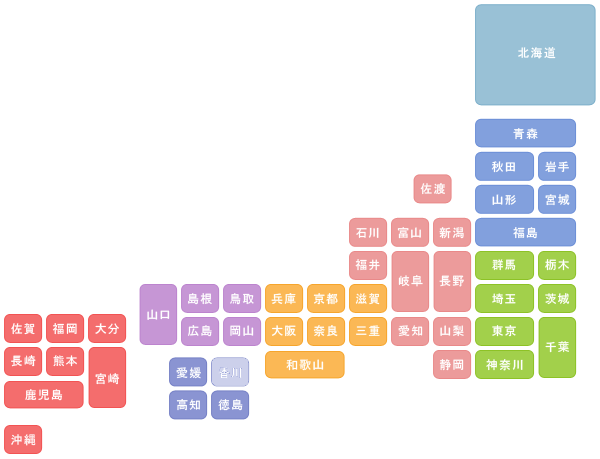 北海道
青森
秋田 岩手
佐渡
山形 宮城
石川 富山 新潟 福島
福井 岐阜 長野 群馬 栃木
山口 島根 鳥取 兵庫 京都 滋賀 埼玉 茨城
佐賀 福岡 大分 広島 岡山 大阪 奈良 三重 愛知 山梨 東京 千葉
長崎 熊本 宮崎 和歌山 静岡 神奈川
愛媛 香川
鹿児島
高知 徳島
沖縄